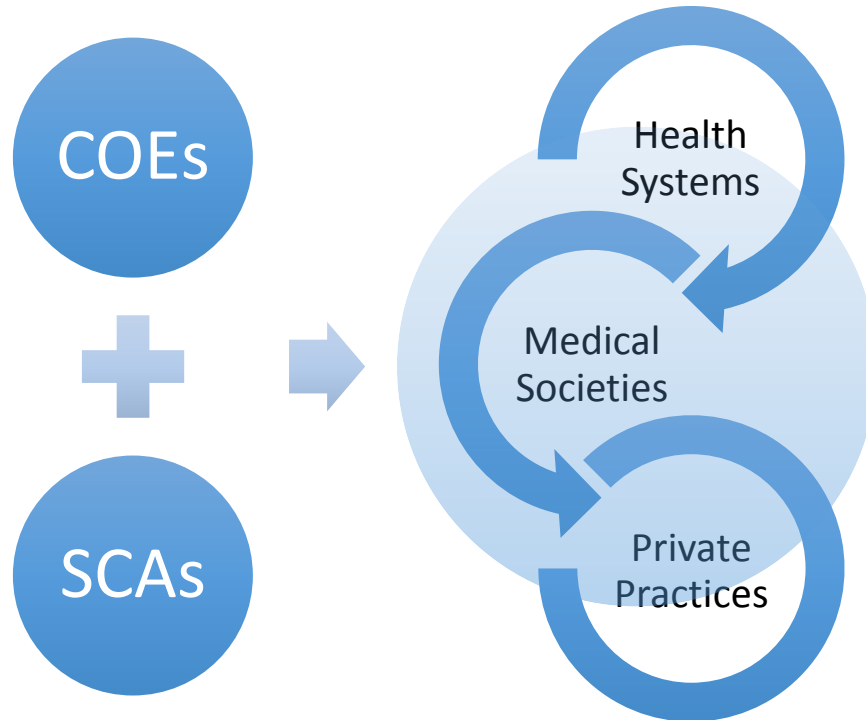 COEs
SCAs
Health
Systems
Medical
Societies
Private
Practices